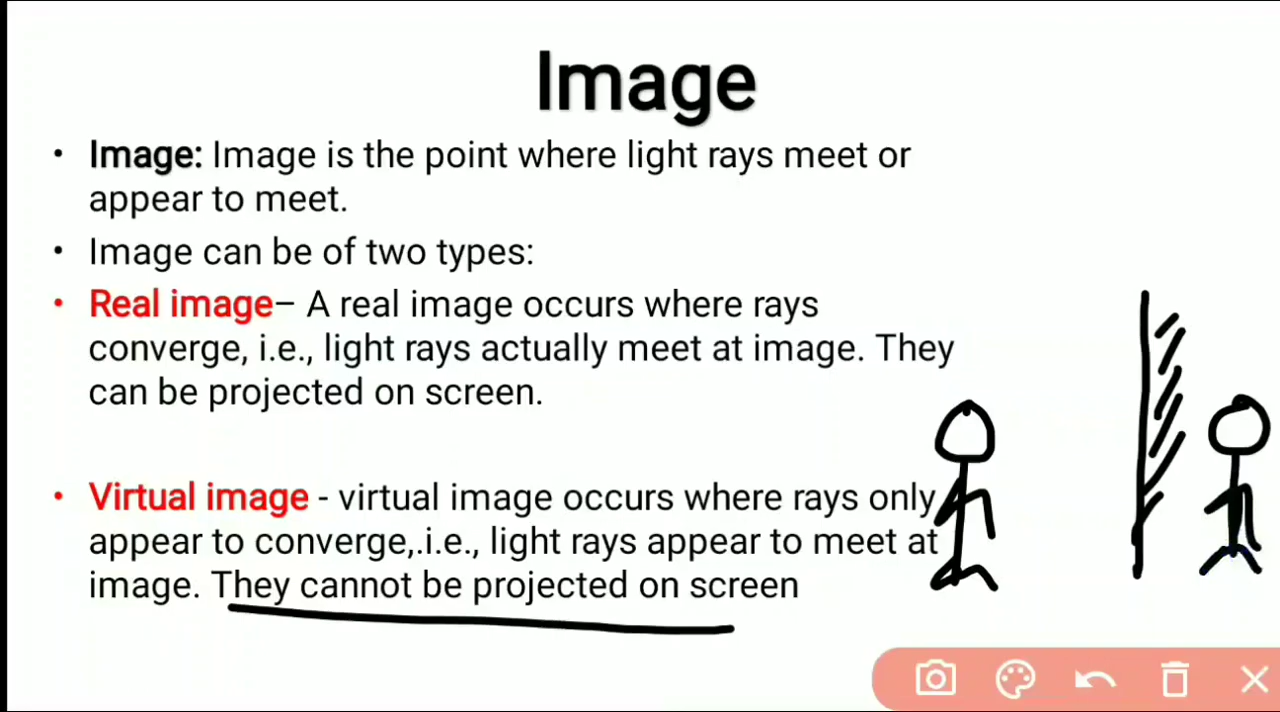 Image
• Image: Image is the point where light rays meet or
appear to meet.
• Image can be of two types:
• Real image– A real image occurs where rays
converge, i.e., light rays actually meet at image. They
can be projected on screen.
• Virtual image - virtual image occurs where rays only
appear to converge,.i.e., light rays appear to meet at
image. They cannot be projected on screen